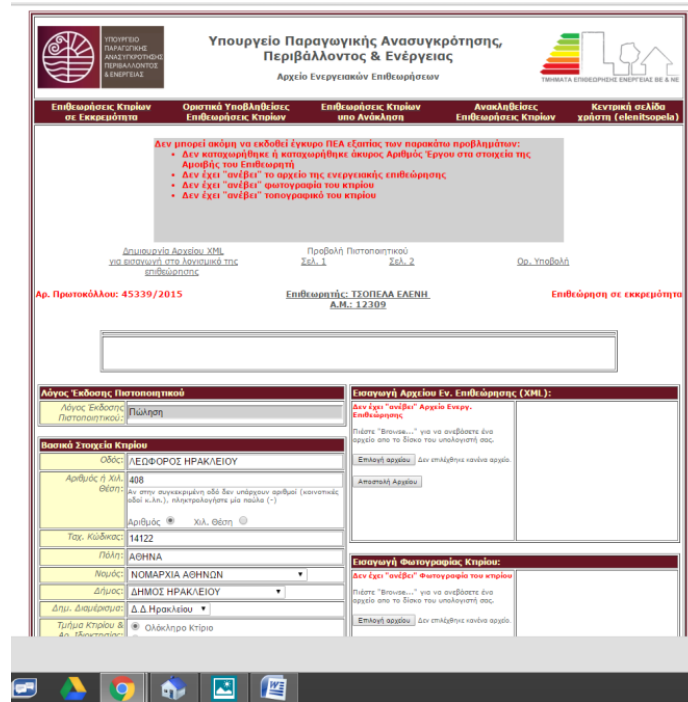 ΥΠΟΥΡΓΕΙΟ
ΠΑΡΑΓΩΓΙΚΗΣ
ΑΝΑΣΥΓΚΡΟΤΗΣΗΣ
ΠΕΡΙΒΑΛΛΟΝΤΟΣ
& ΕΝΕΡΓΕΙΑΣ
Υπουργείο Παραγωγικής Ανασυγκρότησης,
Περιβάλλοντος & Ενέργειας
Αρχείο Ενεργειακών Επιθεωρήσεων
ΤΜΗΜΑΤΑ ΕΠΙΘΕΩΡΗΣΗΣ ΕΝΕΡΓΕΙΑΣ ΒΕ & ΝΕ
Επιθεωρήσεις Κτιρίων σε Εκκρεμότητα
Οριστικά Υποβληθείσες Επιθεωρήσεις Κτιρίων
Επιθεωρήσεις Κτιρίων υπο Ανάκληση
Ανακληθείσες Επιθεωρήσεις Κτιρίων
Κεντρική σελίδα χρήστη (elenitsopela)
Δεν μπορεί ακόμη να εκδοθεί έγκυρο ΠΕΑ εξαιτίας των παρακάτω προβλημάτων:
• Δεν καταχωρήθηκε ή καταχωρήθηκε άκυρος Αριθμός Έργου στα στοιχεία της
Αμοιβής του Επιθεωρητή
• Δεν έχει "ανέβει" το αρχείο της ενεργειακής επιθεώρησης
• Δεν έχει "ανέβει" φωτογραφία του κτιρίου
• Δεν έχει "ανέβει" τοπογραφικό του κτιρίου
Δημιουργία Αρχείου XML
για εισαγωγή στο λογισμικό της
επιθεώρησης
Προβολή Πιστοποιητικού
Σελ. 1 Σελ. 2
Ορ. Υποβολή
Αρ. Πρωτοκόλλου: 45339/2015
Επιθεωρητής: ΤΣΟΠΕΛΑ ΕΛΕΝΗ
Α.Μ.: 12309
Επιθεώρηση σε εκκρεμότητα
Λόγος Έκδοσης Πιστοποιητικού
Λόγος Έκδοσης
Πιστοποιητικού: Πώληση
Βασικά Στοιχεία Κτιρίου
Οδός: ΛΕΩΦΟΡΟΣ ΗΡΑΚΛΕΙΟΥ
Αριθμός ή Χιλ. Θέση: 408
Αν στην συγκεκριμένη οδό δεν υπάρχουν αριθμοί (κοινοτικές
οδοί κ.λπ.), πληκτρολογήστε μία παύλα (-)
Αριθμός Χιλ. Θέση
Ταχ. Κώδικας: 14122
Πόλη: ΑΘΗΝΑ
Νομός: ΝΟΜΑΡΧΙΑ ΑΘΗΝΩΝ
Δήμος: ΔΗΜΟΣ ΗΡΑΚΛΕΙΟΥ
Δημ. Διαμέρισμα: Δ.Δ.Ηρακλείου
Τμήμα Κτιρίου &
Αρ. Ιδιοκτησίας: Ολόκληρο Κτίριο
Εισαγωγή Αρχείου Εν. Επιθεώρησης (XML):
Δεν έχει "ανέβει" Αρχείο Ενεργ.
Επιθεώρησης
Πιέστε "Browse..." για να ανεβάσετε ένα
αρχείο απο το δίσκο του υπολογιστή σας.
Επιλογή αρχείου Δεν επιλέχθηκε κανένα αρχείο.
Αποστολή Αρχείου
Εισαγωγή Φωτογραφίας Κτιρίου:
Δεν έχει "ανέβει" Φωτογραφία του κτιρίου
Πιέστε "Browse..." για να ανεβάσετε ένα
αρχείο απο το δίσκο του υπολογιστή σας.
Επιλογή αρχείου Δεν επιλέχθηκε κανένα αρχείο.